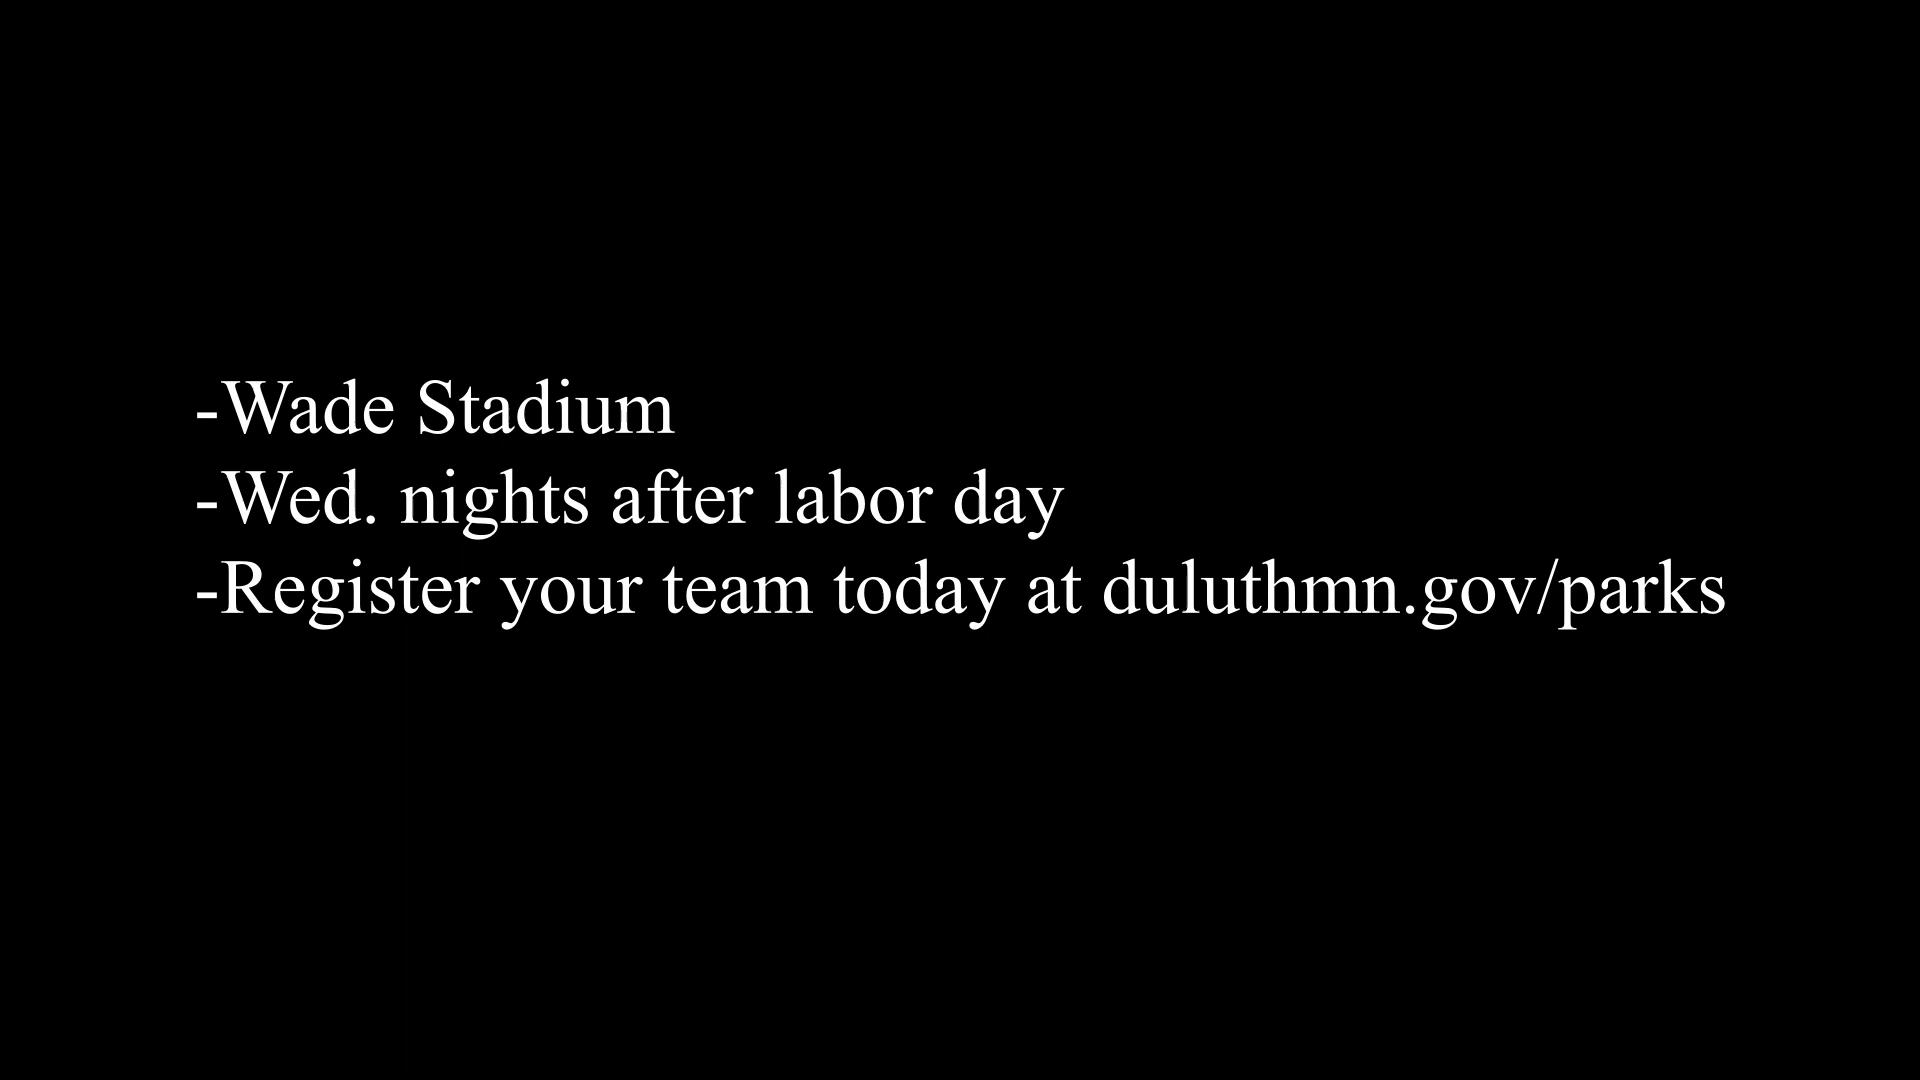 -Wade Stadium
-Wed. nights after labor day
-Register your team today at duluthmn.gov/parks